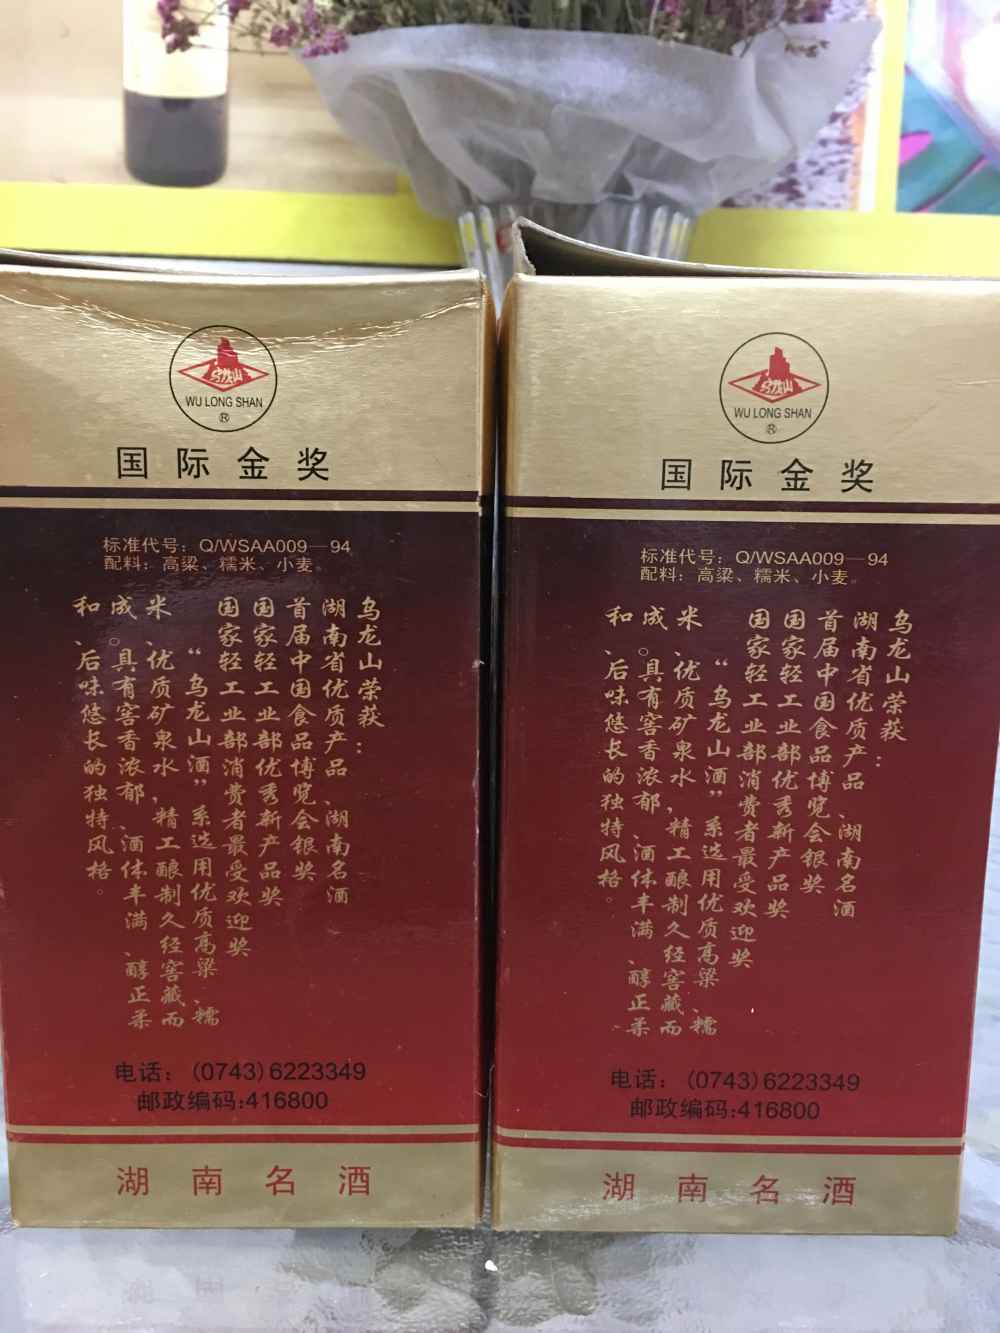 乌龙山
WU LONG SHAN
®
国际金奖
标准代号：Q/WSAA009—94
配料：高粱、糯米、小麦。
乌龙山荣获：
湖南省优质产品、湖南名酒
首届中国食品博览会银奖
国家轻工业部优秀新产品奖
国家轻工业部消费者最受欢迎奖
“乌龙山酒”系选用优质高粱、糯
米、优质矿泉水，精工酿制久经窖藏而
成。具有窖香浓郁、酒体丰满、醇正柔
和、后味悠长的独特风格。
电话：(0743)6223349
邮政编码:416800
湖南名酒
乌龙山
WU LONG SHAN
®
国际金奖
标准代号：Q/WSAA009—94
配料：高粱、糯米、小麦。
乌龙山荣获：
湖南省优质产品、湖南名酒
首届中国食品博览会银奖
国家轻工业部优秀新产品奖
国家轻工业部消费者最受欢迎奖
“乌龙山酒”系选用优质高粱、糯
米、优质矿泉水，精工酿制久经窖藏而
成。具有窖香浓郁、酒体丰满、醇正柔
和、后味悠长的独特风格。
电话：(0743)6223349
邮政编码:416800
湖南名酒